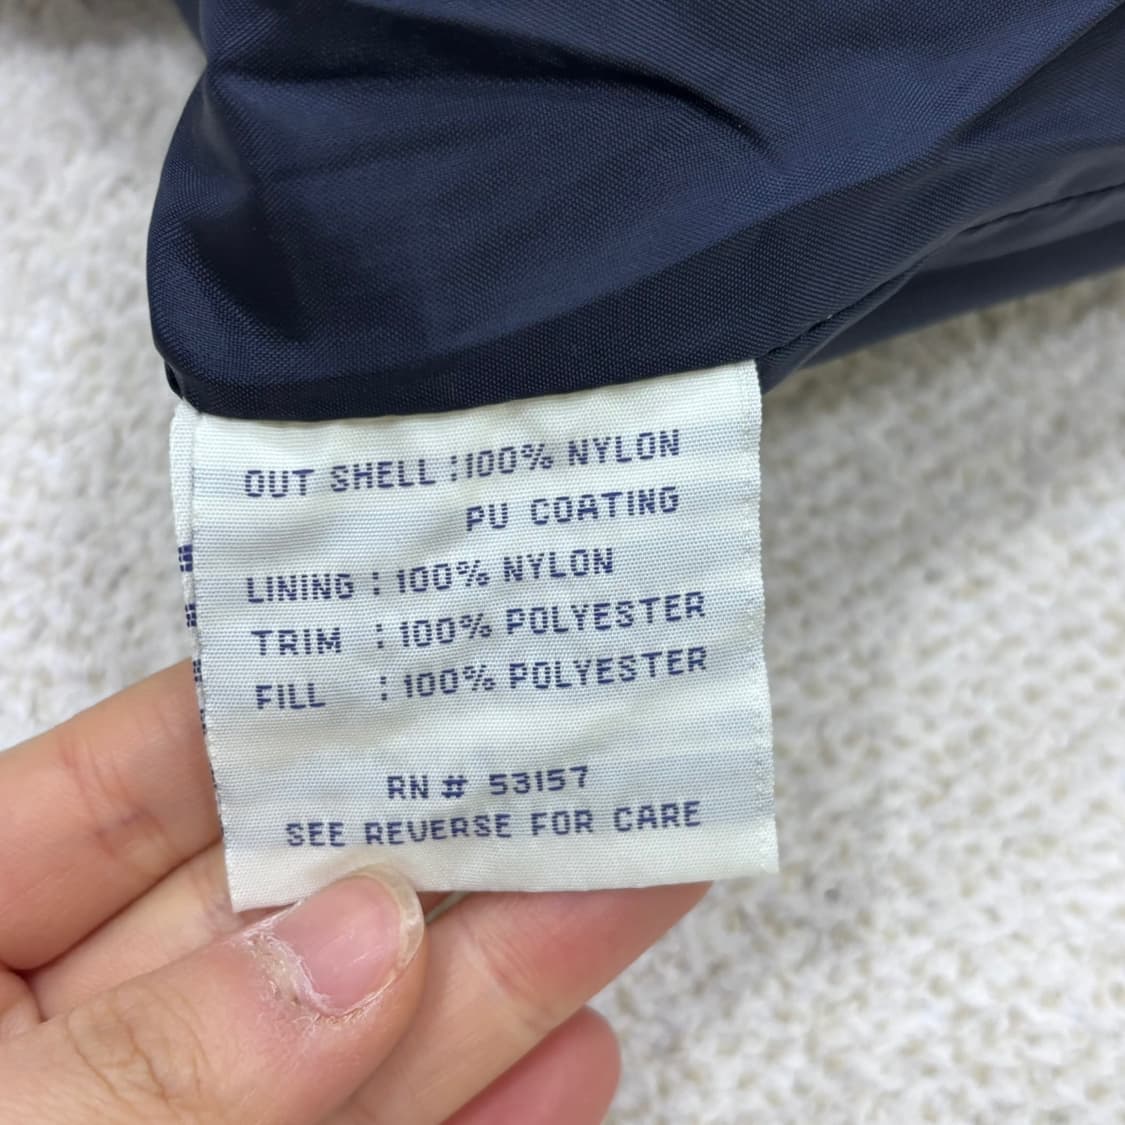 OUT SHELL :100% NYLON
PU COATING
LINING : 100% NYLON
TRIM : 100% POLYESTER
FILL : 100% POLYESTER
RN # 53157
SEE REVERSE FOR CARE